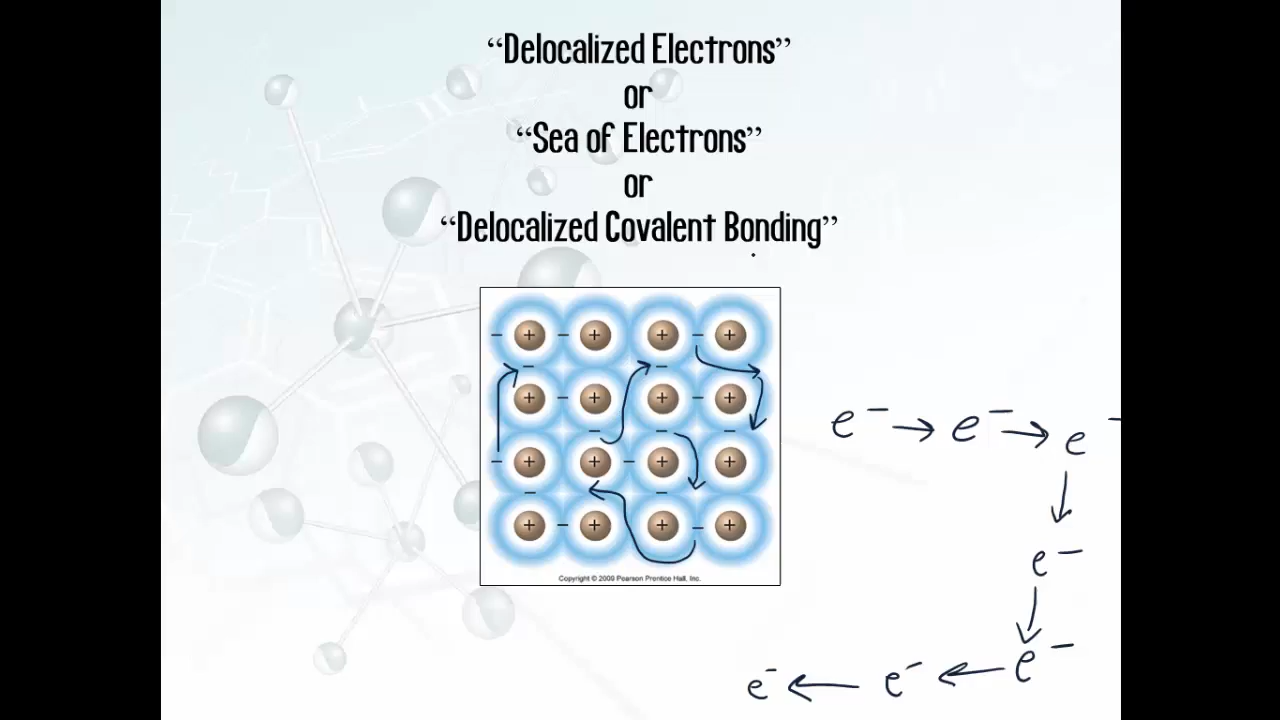 “Delocalized Electrons”
or
“Sea of Electrons”
or
“Delocalized Covalent Bonding”
− + − + + − +
− −
+ − + + − +
− − −
− + + − + +
− −
+ − + + − +
Copyright © 2009 Pearson Prentice Hall, Inc.
e⁻ → e⁻ → e⁻
↓
e⁻
↓
e⁻ ← e⁻ ← e⁻